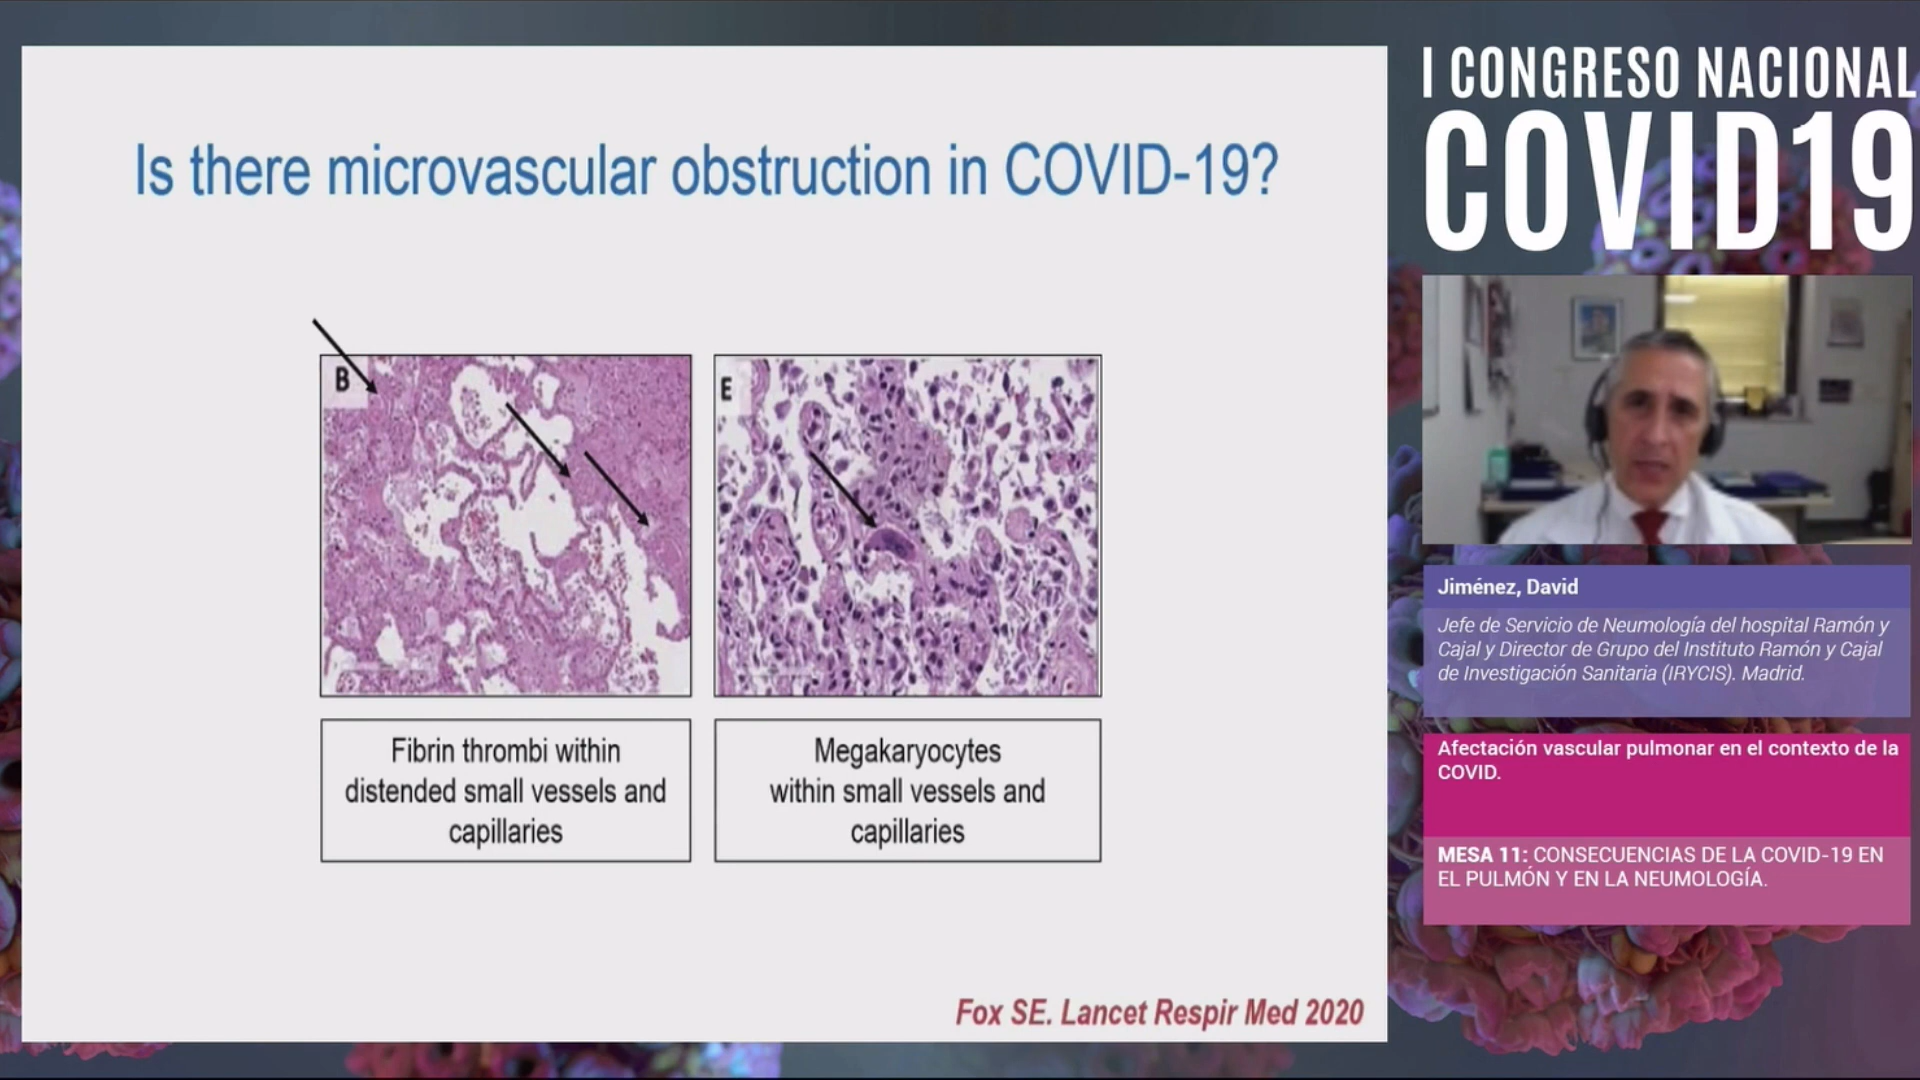 Is there microvascular obstruction in COVID-19?
B
E
Fibrin thrombi within
distended small vessels and
capillaries
Megakaryocytes
within small vessels and
capillaries
Fox SE. Lancet Respir Med 2020
I CONGRESO NACIONAL
COVID19
Jiménez, David
Jefe de Servicio de Neumología del hospital Ramón y
Cajal y Director de Grupo del Instituto Ramón y Cajal
de Investigación Sanitaria (IRYCIS). Madrid.
Afectación vascular pulmonar en el contexto de la
COVID.
MESA 11: CONSECUENCIAS DE LA COVID-19 EN
EL PULMÓN Y EN LA NEUMOLOGÍA.